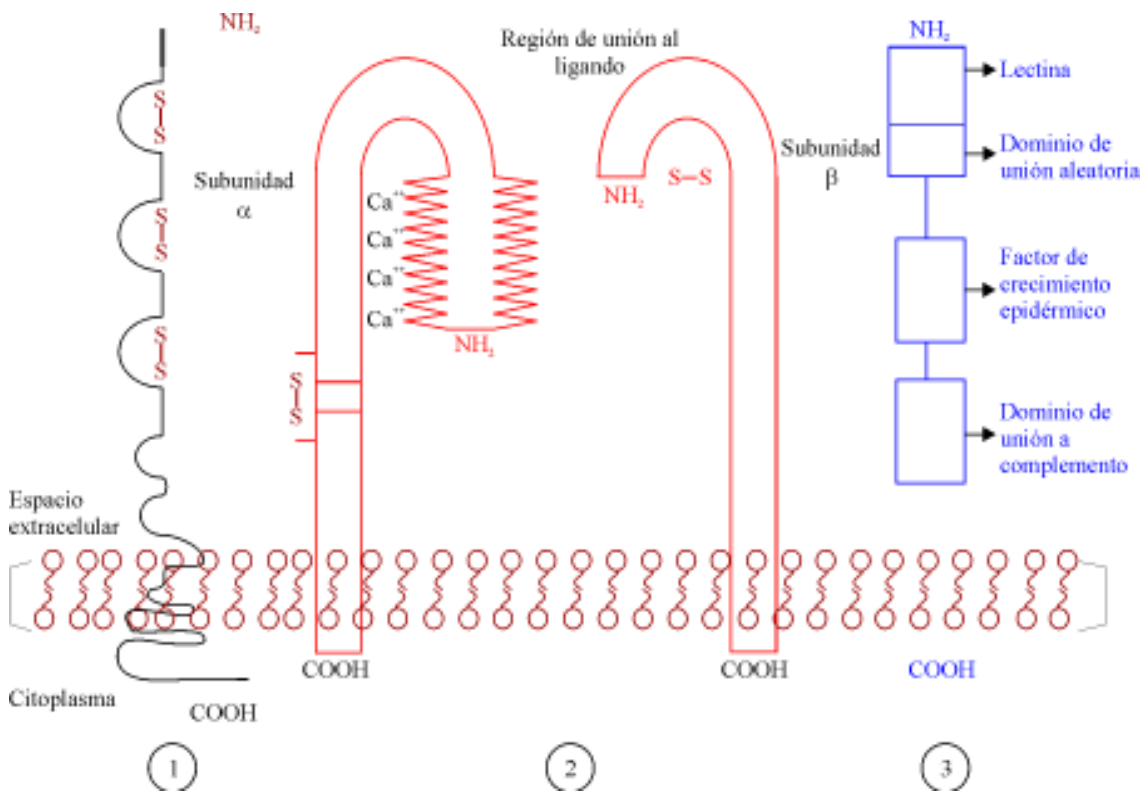 NH₂
S
S
S
S
S
S
Espacio
extracelular
Citoplasma
COOH
1
Región de unión al
ligando
Subunidad
α
Ca⁺⁺
Ca⁺⁺
Ca⁺⁺
Ca⁺⁺
NH₂
S
S
COOH
NH₂
S–S
Subunidad
β
COOH
2
NH₂
Lectina
Dominio de
unión aleatoria
Factor de
crecimiento
epidérmico
Dominio de
unión a
complemento
COOH
3